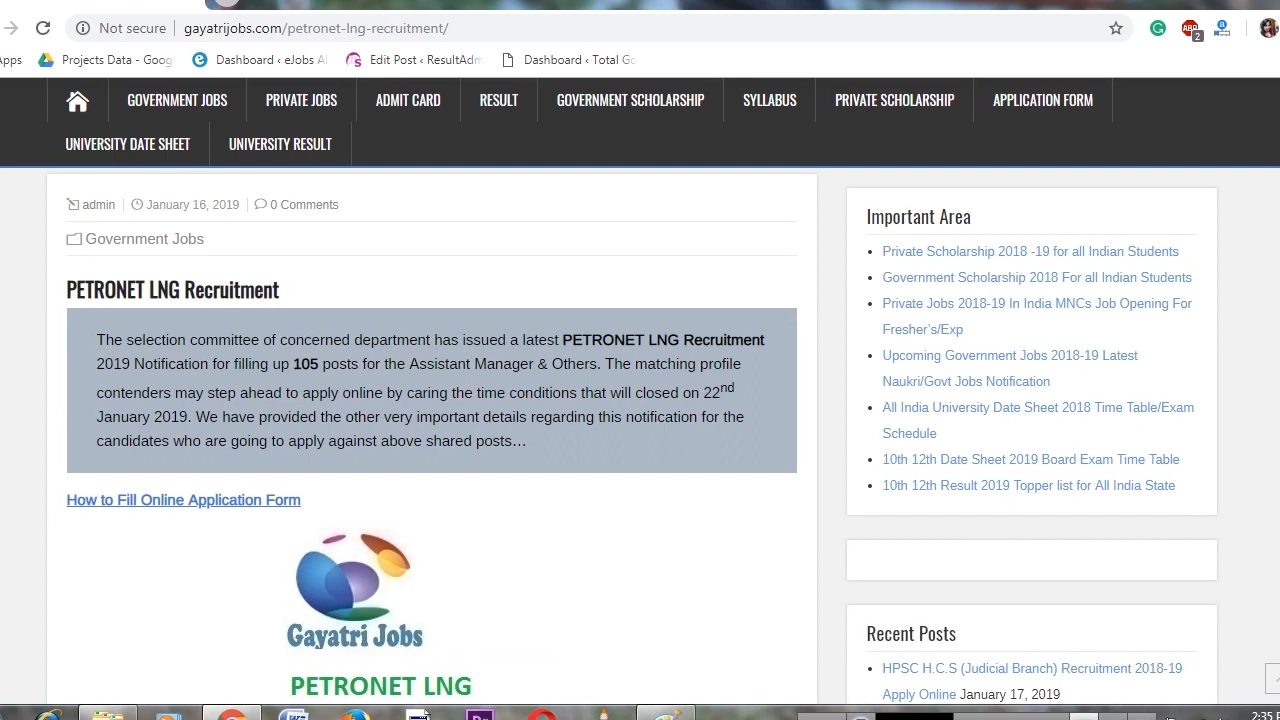 Not secure | gayatrijobs.com/petronet-lng-recruitment/
2
Projects Data - Goog
Dashboard ‹ eJobs Al
Edit Post ‹ ResultAdm
Dashboard ‹ Total Go
GOVERNMENT JOBS
PRIVATE JOBS
ADMIT CARD
RESULT
GOVERNMENT SCHOLARSHIP
SYLLABUS
PRIVATE SCHOLARSHIP
APPLICATION FORM
UNIVERSITY DATE SHEET
UNIVERSITY RESULT
admin
January 16, 2019
0 Comments
Government Jobs
PETRONET LNG Recruitment
The selection committee of concerned department has issued a latest PETRONET LNG Recruitment
2019 Notification for filling up 105 posts for the Assistant Manager & Others. The matching profile
contenders may step ahead to apply online by caring the time conditions that will closed on 22nd
January 2019. We have provided the other very important details regarding this notification for the
candidates who are going to apply against above shared posts…
How to Fill Online Application Form
Gayatri Jobs
PETRONET LNG
Important Area
Private Scholarship 2018 -19 for all Indian Students
Government Scholarship 2018 For all Indian Students
Private Jobs 2018-19 In India MNCs Job Opening For
Fresher’s/Exp
Upcoming Government Jobs 2018-19 Latest
Naukri/Govt Jobs Notification
All India University Date Sheet 2018 Time Table/Exam
Schedule
10th 12th Date Sheet 2019 Board Exam Time Table
10th 12th Result 2019 Topper list for All India State
Recent Posts
HPSC H.C.S (Judicial Branch) Recruitment 2018-19
Apply Online January 17, 2019
2:35